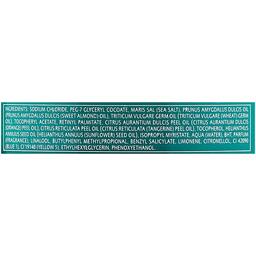 INGREDIENTS: SODIUM CHLORIDE, PEG-7 GLYCERYL COCOATE, MARIS SAL (SEA SALT), PRUNUS AMYGDALUS DULCIS OIL
(PRUNUS AMYGDALUS DULCIS (SWEET ALMOND) OIL), TRITICUM VULGARE GERM OIL (TRITICUM VULGARE (WHEAT) GERM
OIL), TOCOPHERYL ACETATE, RETINYL PALMITATE, CITRUS AURANTIUM DULCIS PEEL OIL (CITRUS AURANTIUM DULCIS
(ORANGE) PEEL OIL), CITRUS RETICULATA PEEL OIL (CITRUS RETICULATA (TANGERINE) PEEL OIL), TOCOPHEROL, HELIANTHUS
ANNUUS SEED OIL (HELIANTHUS ANNUUS (SUNFLOWER) SEED OIL), ISOPROPYL MYRISTATE, AQUA (WATER), BHT, PARFUM
(FRAGRANCE), LINALOOL, BUTYLPHENYL METHYLPROPIONAL, BENZYL SALICYLATE, LIMONENE, CITRONELLOL, CI 42090
(BLUE 1), CI 19140 (YELLOW 5), ETHYLHEXYLGLYCERIN, PHENOXYETHANOL.